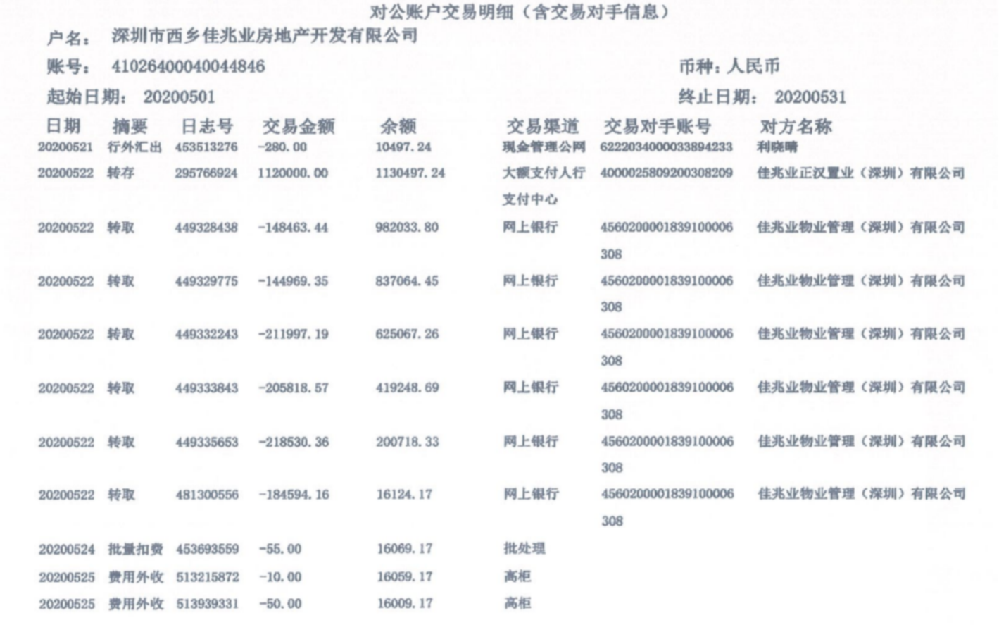 对公账户交易明细（含交易对手信息）
户名： 深圳市西乡佳兆业房地产开发有限公司
账号： 41026400040044846 币种：人民币
起始日期： 20200501 终止日期： 20200531
日期 摘要 日志号 交易金额 余额 交易渠道 交易对手账号 对方名称
20200521 行外汇出 453513276 -280.00 10497.24 现金管理公网 6222034000033894233 利晓晴
20200522 转存 295766924 1120000.00 1130497.24 大额支付人行 4000025809200308209 佳兆业正汉置业（深圳）有限公司
支付中心
20200522 转取 449328438 -148463.44 982033.80 网上银行 4560200001839100006 佳兆业物业管理（深圳）有限公司
308
20200522 转取 449329775 -144969.35 837064.45 网上银行 4560200001839100006 佳兆业物业管理（深圳）有限公司
308
20200522 转取 449332243 -211997.19 625067.26 网上银行 4560200001839100006 佳兆业物业管理（深圳）有限公司
308
20200522 转取 449333843 -205818.57 419248.69 网上银行 4560200001839100006 佳兆业物业管理（深圳）有限公司
308
20200522 转取 449335653 -218530.36 200718.33 网上银行 4560200001839100006 佳兆业物业管理（深圳）有限公司
308
20200522 转取 481300556 -184594.16 16124.17 网上银行 4560200001839100006 佳兆业物业管理（深圳）有限公司
308
20200524 批量扣费 453693559 -55.00 16069.17 批处理
20200525 费用外收 513215872 -10.00 16059.17 高柜
20200525 费用外收 513939331 -50.00 16009.17 高柜